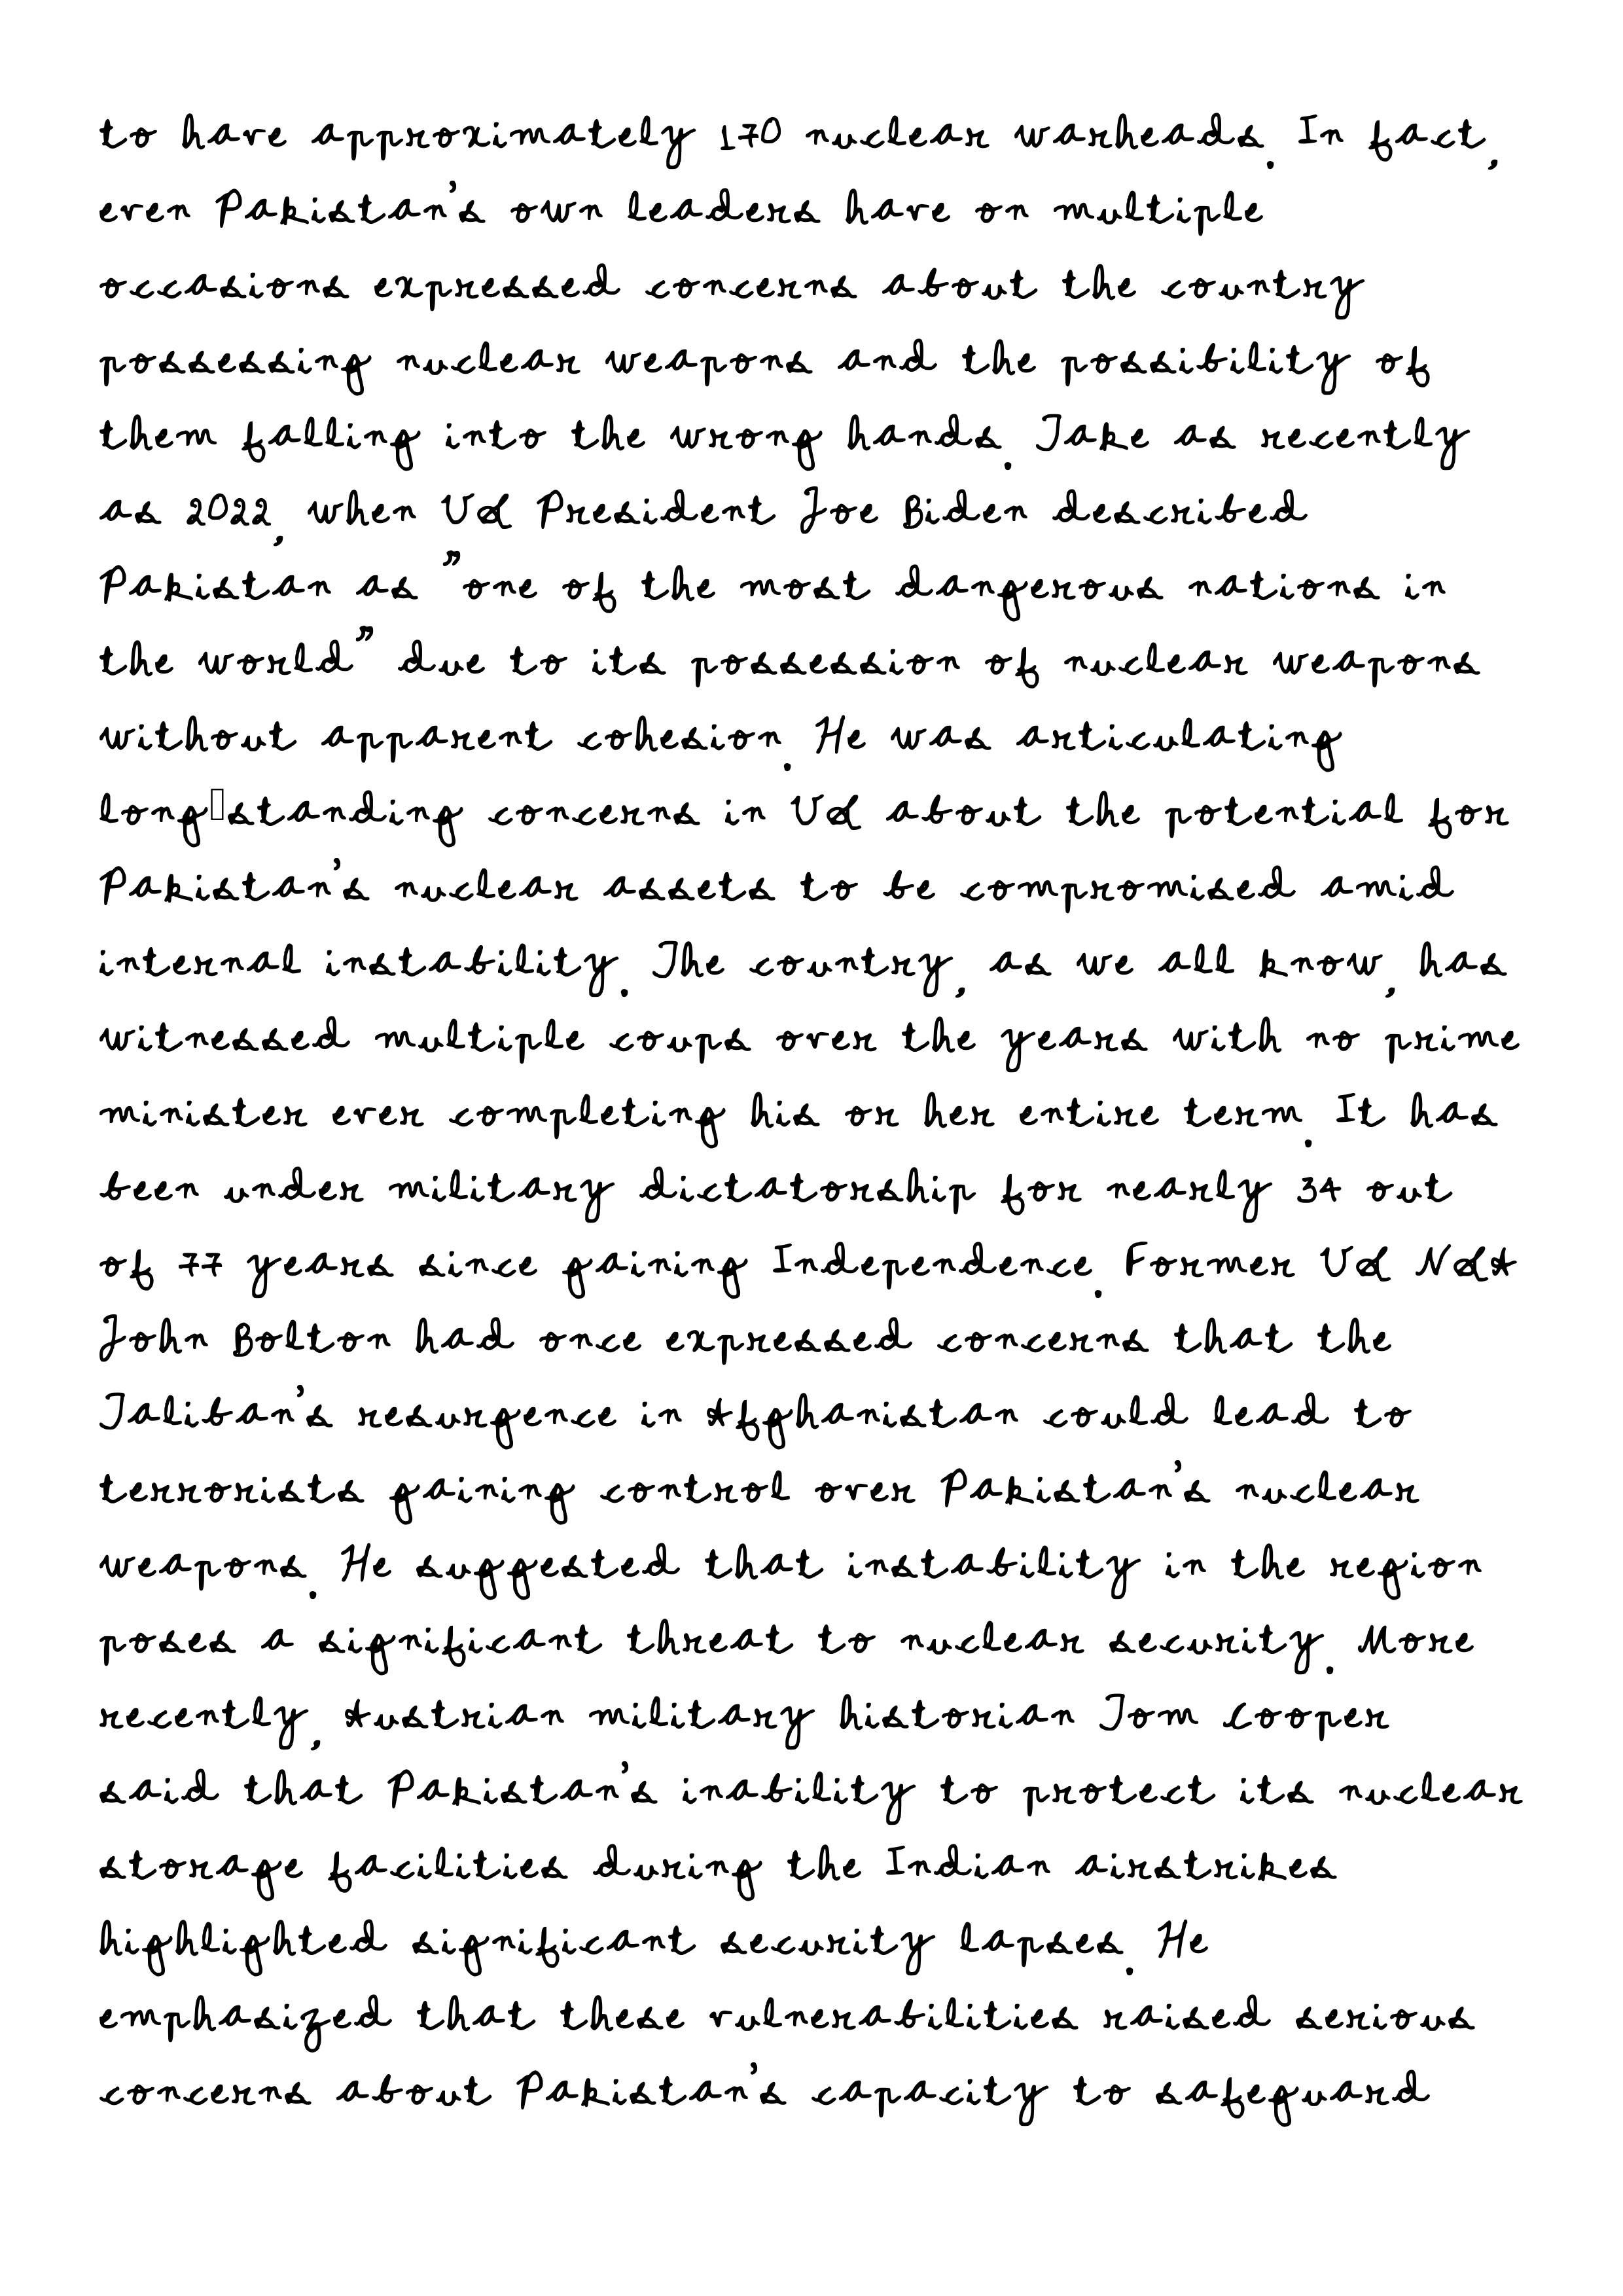 to have approximately 170 nuclear warheads. In fact,
even Pakistan's own leaders have on multiple
occasions expressed concerns about the country
possessing nuclear weapons and the possibility of
them falling into the wrong hands. Take as recently
as 2022, when US President Joe Biden described
Pakistan as ”one of the most dangerous nations in
the world” due to its possession of nuclear weapons
without apparent cohesion. He was articulating
long▯standing concerns in US about the potential for
Pakistan's nuclear assets to be compromised amid
internal instability. The country, as we all know, has
witnessed multiple coups over the years with no prime
minister ever completing his or her entire term. It has
been under military dictatorship for nearly 34 out
of 77 years since gaining Independence. Former US NSA
John Bolton had once expressed concerns that the
Taliban's resurgence in Afghanistan could lead to
terrorists gaining control over Pakistan's nuclear
weapons. He suggested that instability in the region
poses a significant threat to nuclear security. More
recently, Austrian military historian Tom Cooper
said that Pakistan's inability to protect its nuclear
storage facilities during the Indian airstrikes
highlighted significant security lapses. He
emphasized that these vulnerabilities raised serious
concerns about Pakistan's capacity to safeguard